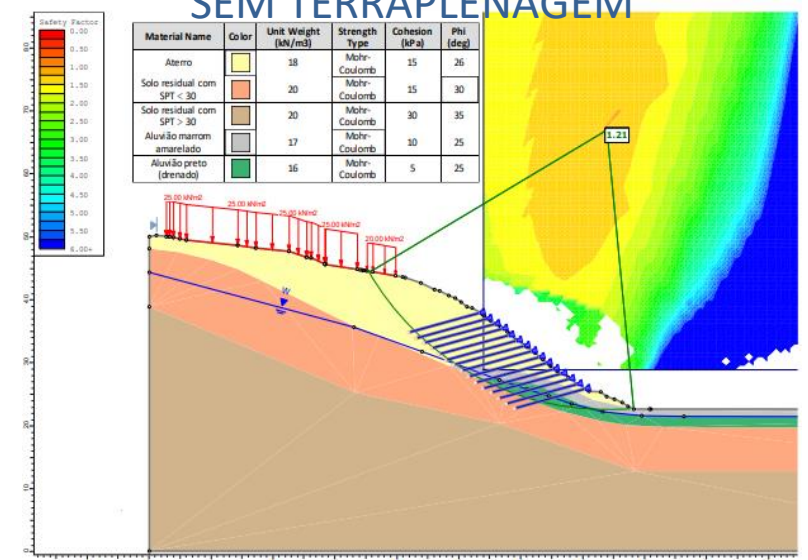 SEM TERRAPLENAGEM
Safety Factor
0.00
0.50
1.00
1.50
2.00
2.50
3.00
3.50
4.00
4.50
5.00
5.50
6.00+
Material Name Color Unit Weight (kN/m3) Strength Type Cohesion (kPa) Phi (deg)
Aterro 18 Mohr-Coulomb 15 26
Solo residual com SPT < 30 20 Mohr-Coulomb 15 30
Solo residual com SPT > 30 20 Mohr-Coulomb 30 35
Aluvião marrom amarelado 17 Mohr-Coulomb 10 25
Aluvião preto (drenado) 16 Mohr-Coulomb 5 25
1.21
25.00 kN/m2
25.00 kN/m2
25.00 kN/m2
25.00 kN/m2
20.00 kN/m2
W
80
70
60
50
40
30
20
10
0